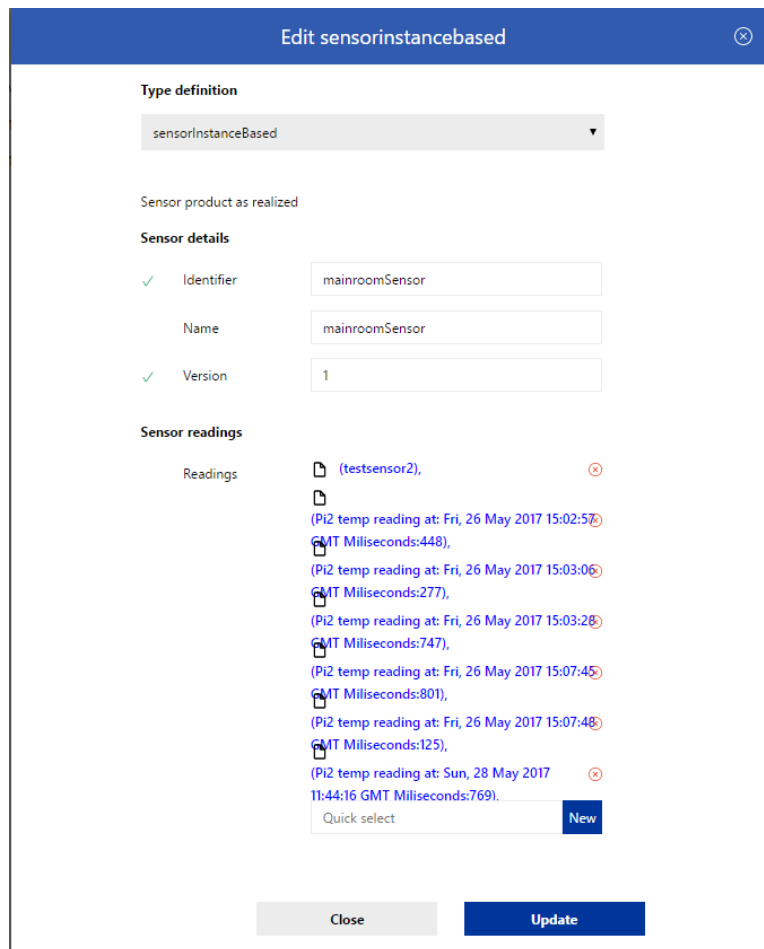 Edit sensorinstancebased
Type definition
sensorInstanceBased
Sensor product as realized
Sensor details
Identifier
mainroomSensor
Name
mainroomSensor
Version
1
Sensor readings
Readings
(testsensor2),
(Pi2 temp reading at: Fri, 26 May 2017 15:02:57
GMT Miliseconds:448),
(Pi2 temp reading at: Fri, 26 May 2017 15:03:06
GMT Miliseconds:277),
(Pi2 temp reading at: Fri, 26 May 2017 15:03:28
GMT Miliseconds:747),
(Pi2 temp reading at: Fri, 26 May 2017 15:07:45
GMT Miliseconds:801),
(Pi2 temp reading at: Fri, 26 May 2017 15:07:48
GMT Miliseconds:125),
(Pi2 temp reading at: Sun, 28 May 2017
11:44:16 GMT Miliseconds:769),
Quick select
New
Close
Update